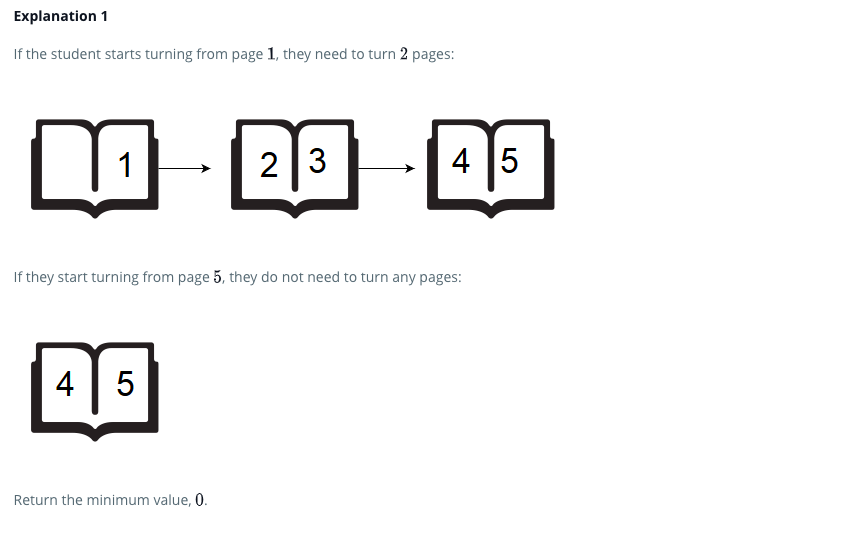 Explanation 1
If the student starts turning from page 1, they need to turn 2 pages:
1 2 3 4 5
If they start turning from page 5, they do not need to turn any pages:
4 5
Return the minimum value, 0.